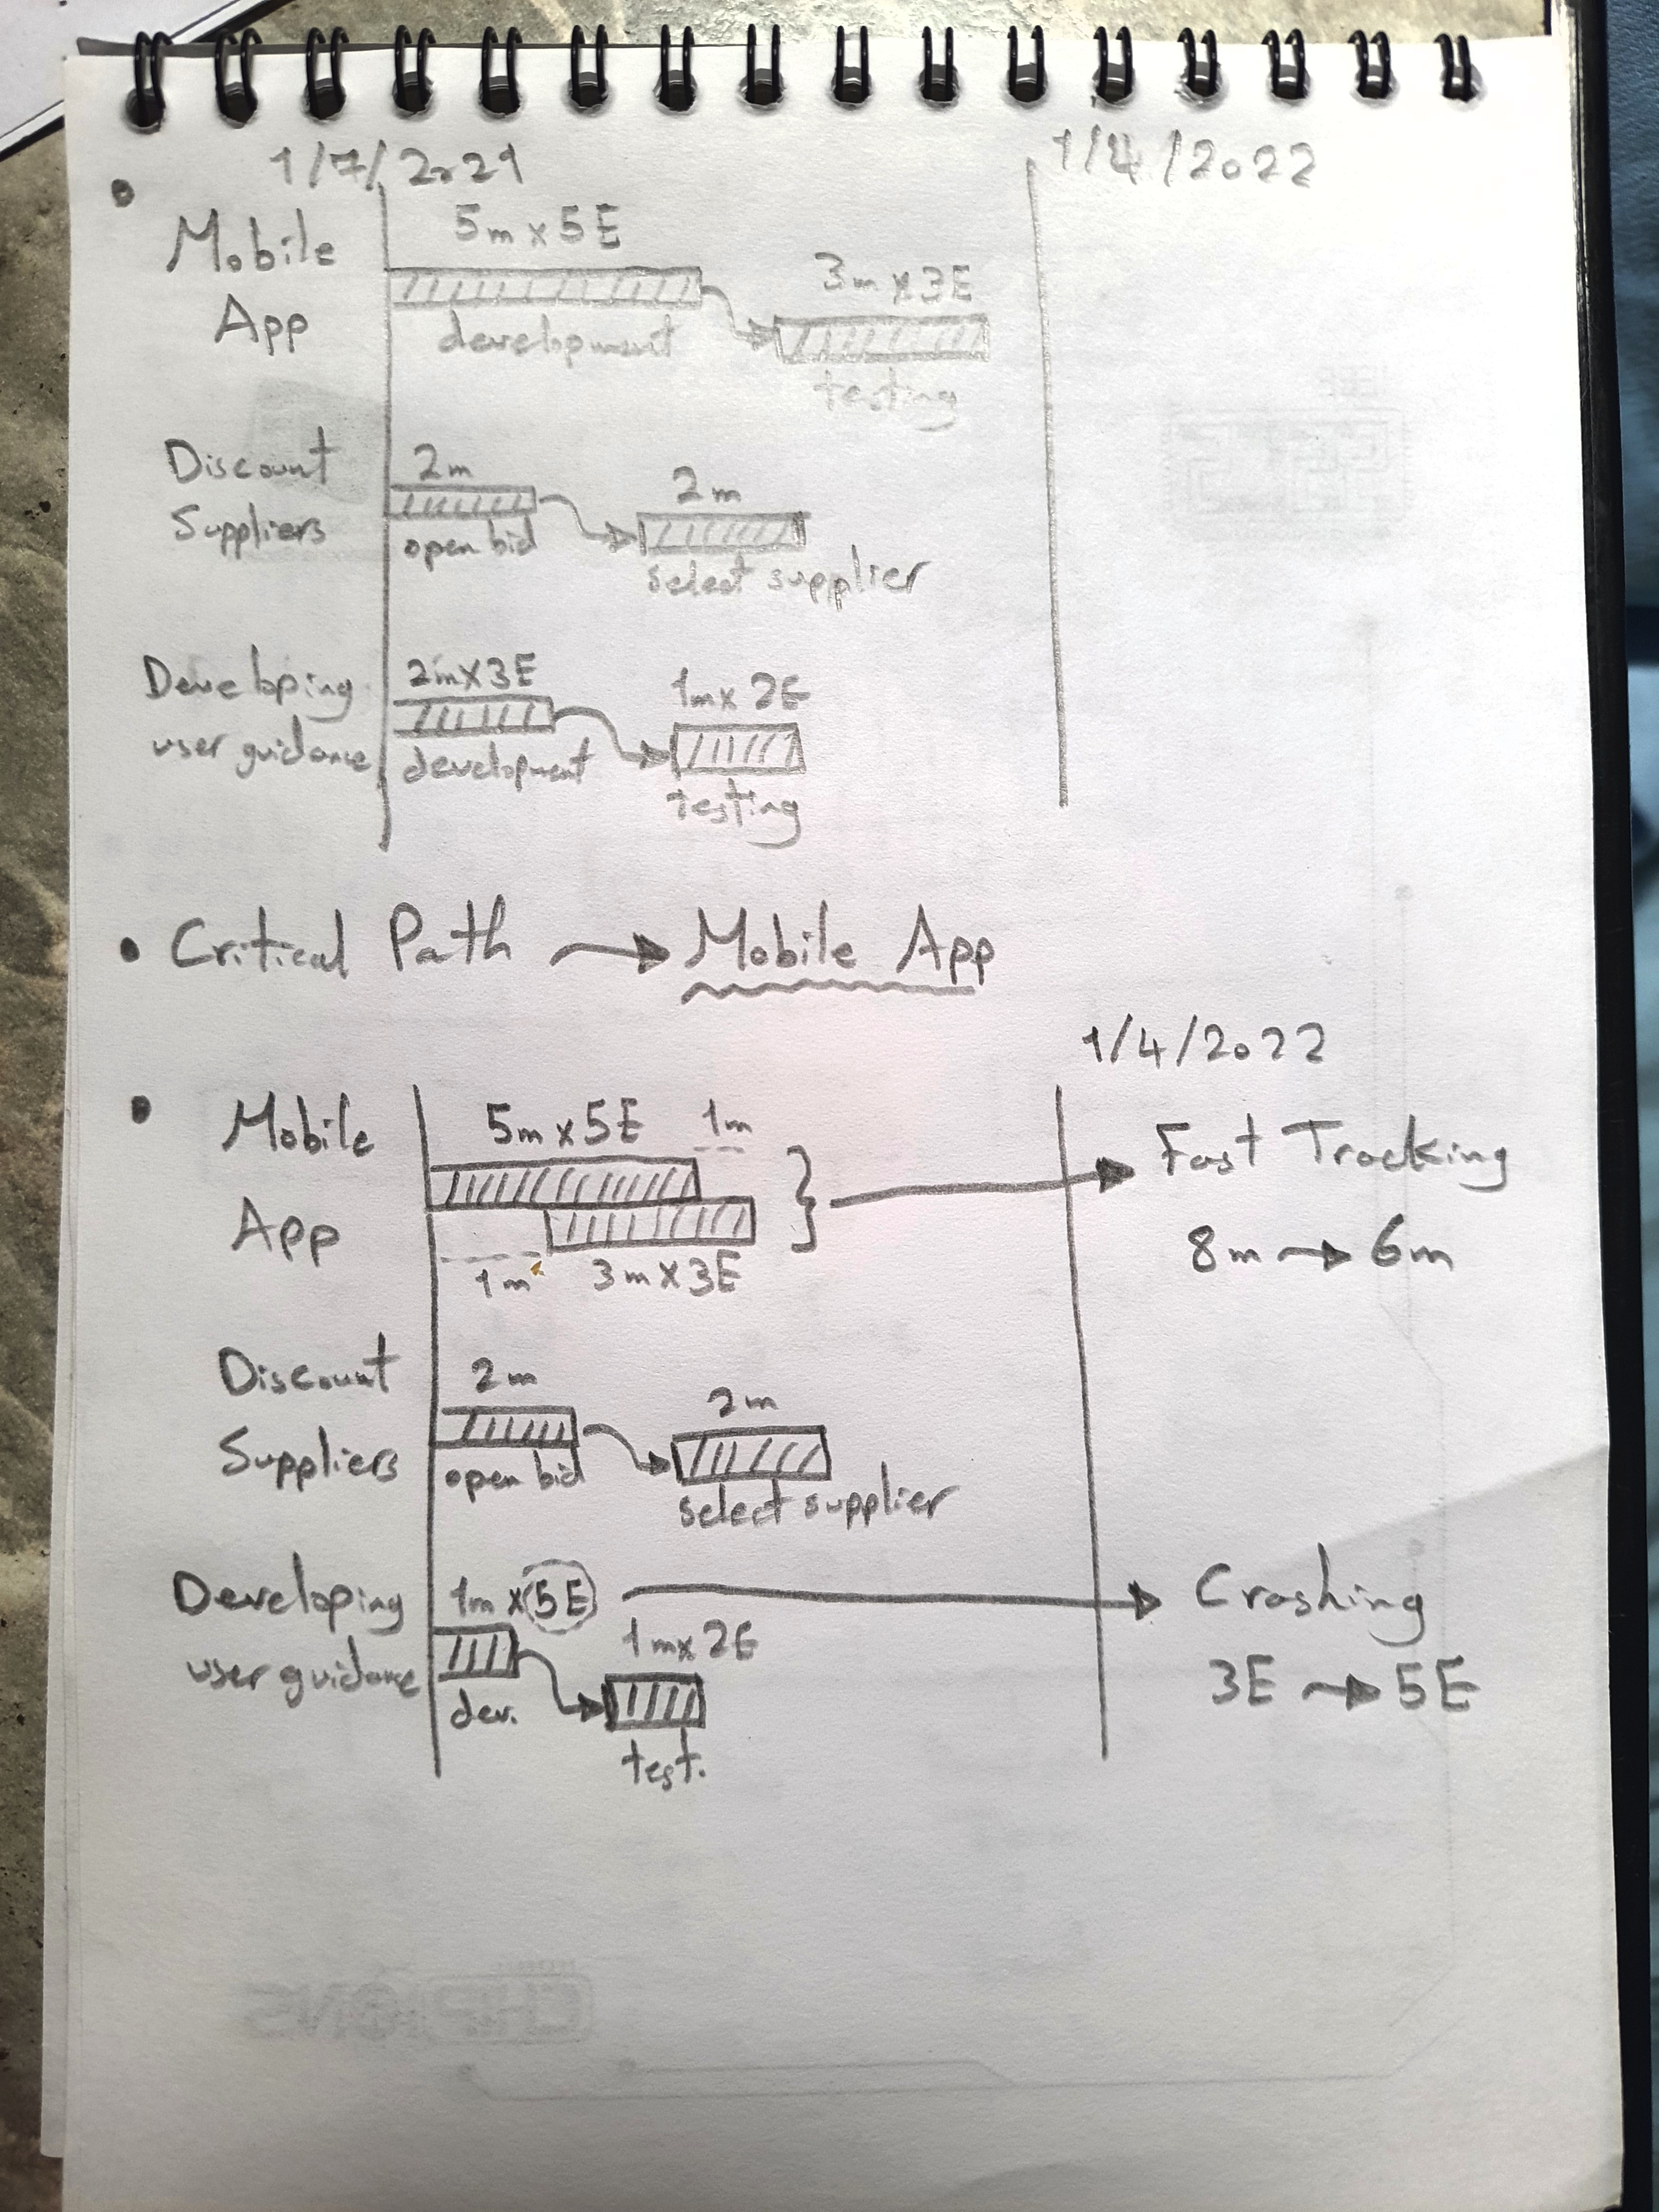 1/7/2021
1/4/2022
Mobile
App
5m x 5E
development
3m x 3E
testing
Discount
Suppliers
2m
open bid
2m
select supplier
Developing
user guidance
2m x 3E
development
1m x 2E
testing
• Critical Path → Mobile App
1/4/2022
Mobile
App
5m x 5E
1m
1m
3m x 3E
Fast Tracking
8m → 6m
Discount
Suppliers
2m
open bid
2m
select supplier
Developing
user guidance
1m x 5E
dev.
1m x 2E
test.
Crashing
3E → 5E